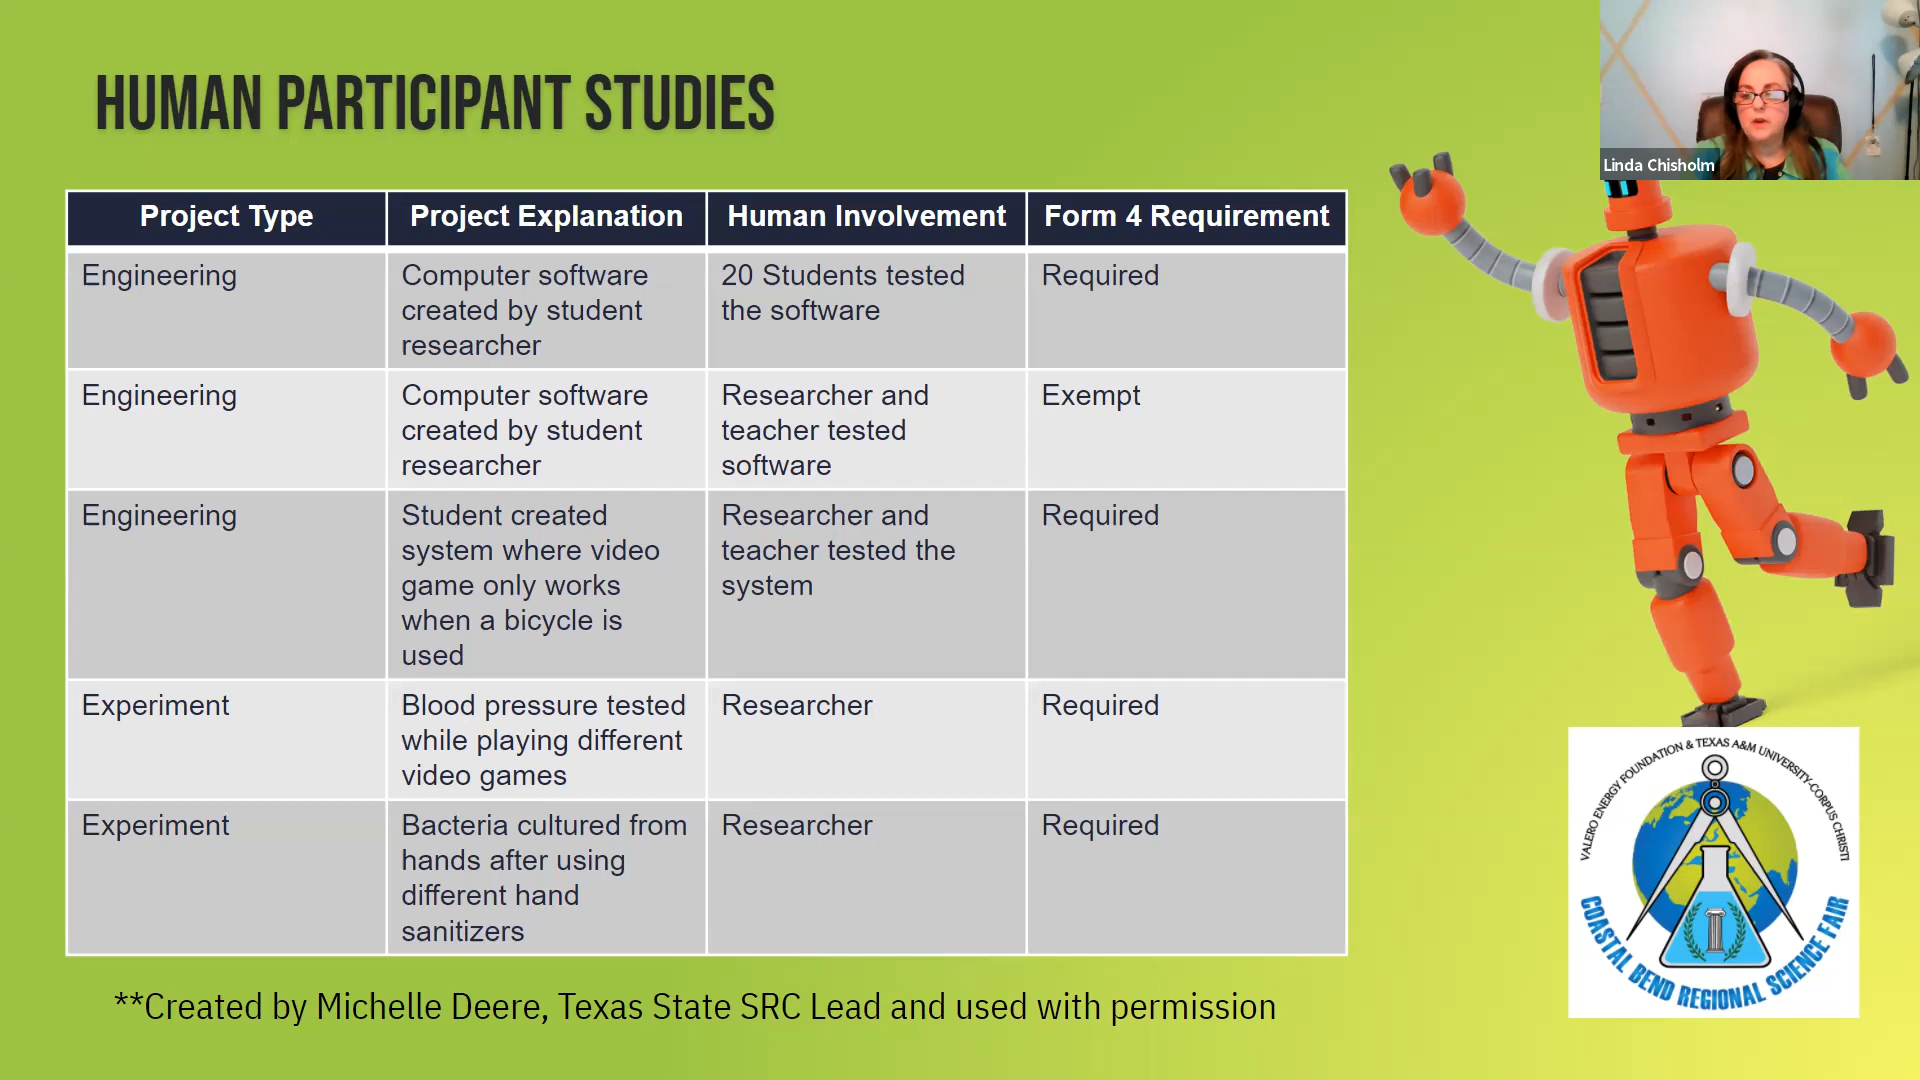 HUMAN PARTICIPANT STUDIES
Linda Chisholm
Project Type Project Explanation Human Involvement Form 4 Requirement
Engineering
Computer software
created by student
researcher
20 Students tested
the software
Required
Engineering
Computer software
created by student
researcher
Researcher and
teacher tested
software
Exempt
Engineering
Student created
system where video
game only works
when a bicycle is
used
Researcher and
teacher tested the
system
Required
Experiment
Blood pressure tested
while playing different
video games
Researcher
Required
Experiment
Bacteria cultured from
hands after using
different hand
sanitizers
Researcher
Required
**Created by Michelle Deere, Texas State SRC Lead and used with permission
VALERO ENERGY FOUNDATION & TEXAS A&M UNIVERSITY-CORPUS CHRISTI
COASTAL BEND REGIONAL SCIENCE FAIR